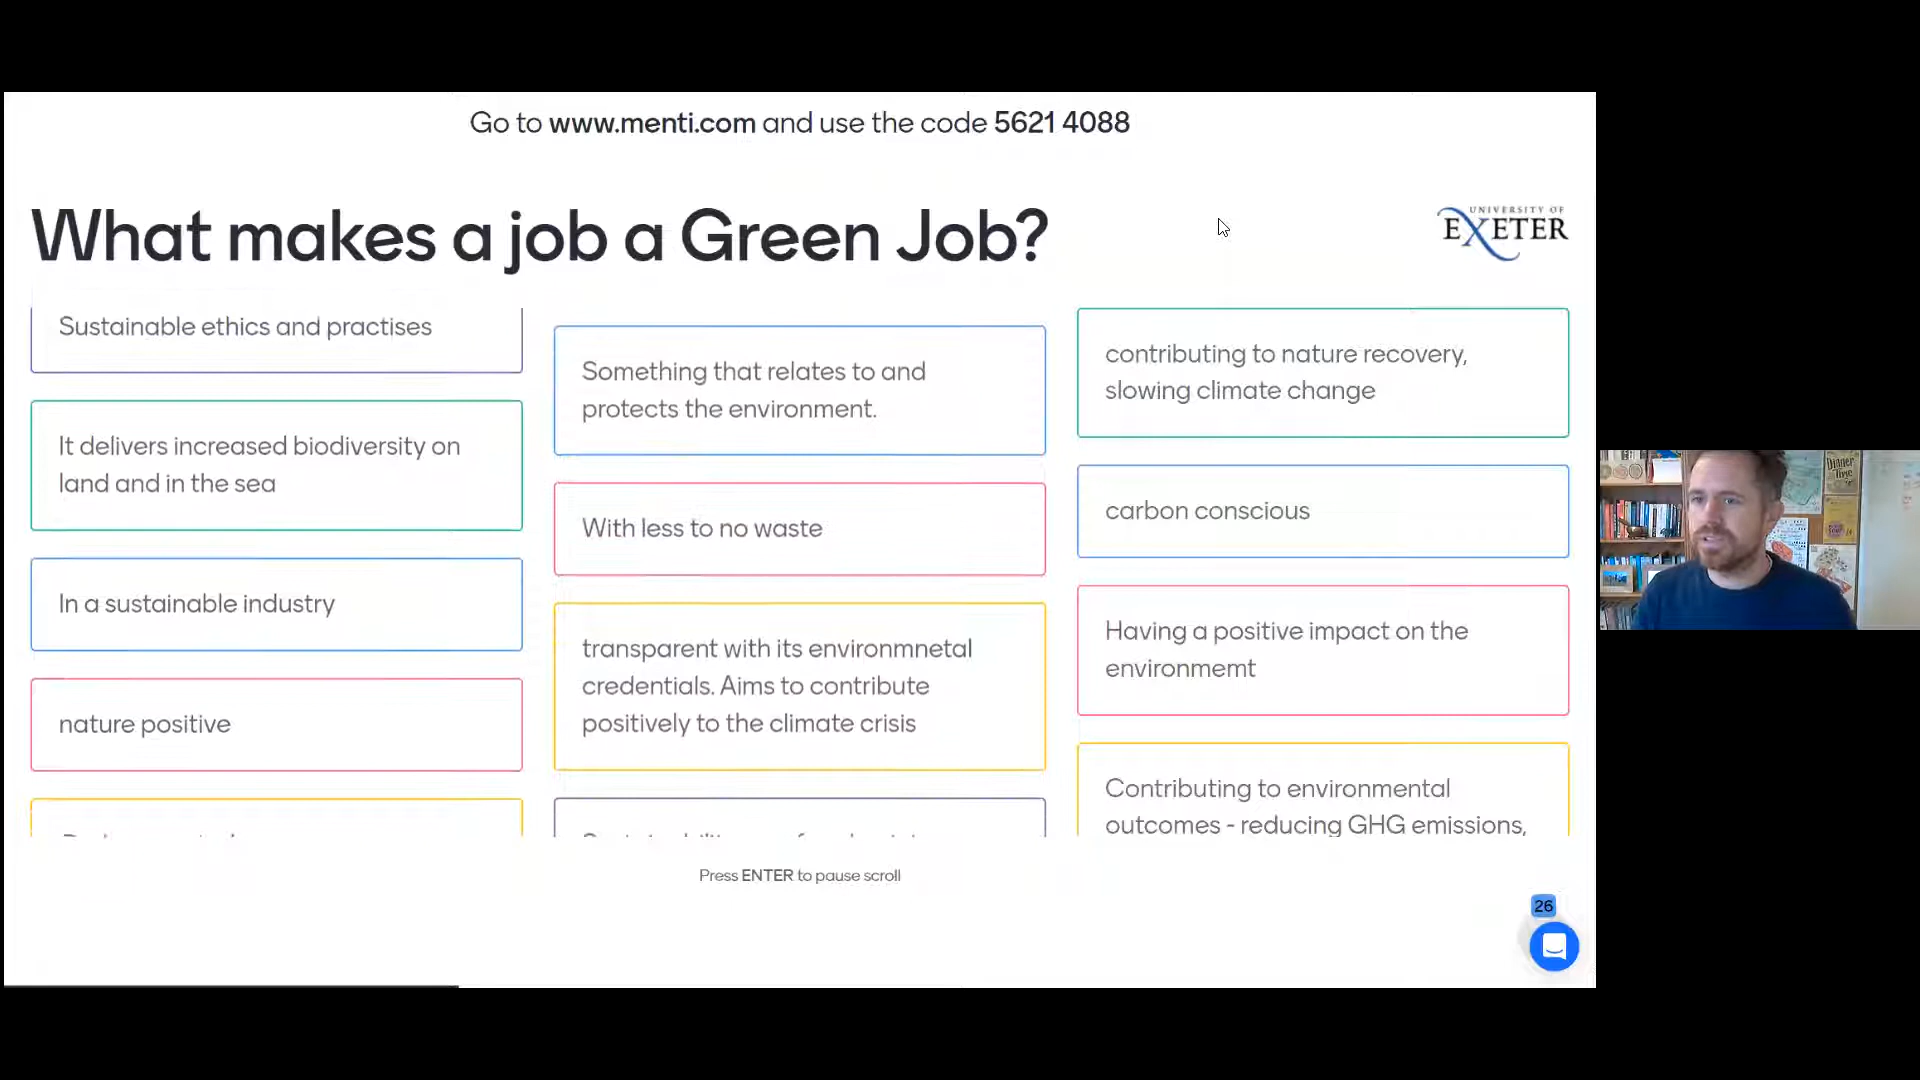 Go to www.menti.com and use the code 5621 4088
What makes a job a Green Job?
UNIVERSITY OF
EXETER
Sustainable ethics and practises
It delivers increased biodiversity on
land and in the sea
In a sustainable industry
nature positive
Something that relates to and
protects the environment.
With less to no waste
transparent with its environmnetal
credentials. Aims to contribute
positively to the climate crisis
contributing to nature recovery,
slowing climate change
carbon conscious
Having a positive impact on the
environmemt
Contributing to environmental
outcomes - reducing GHG emissions,
Press ENTER to pause scroll
26
Dinner
Time